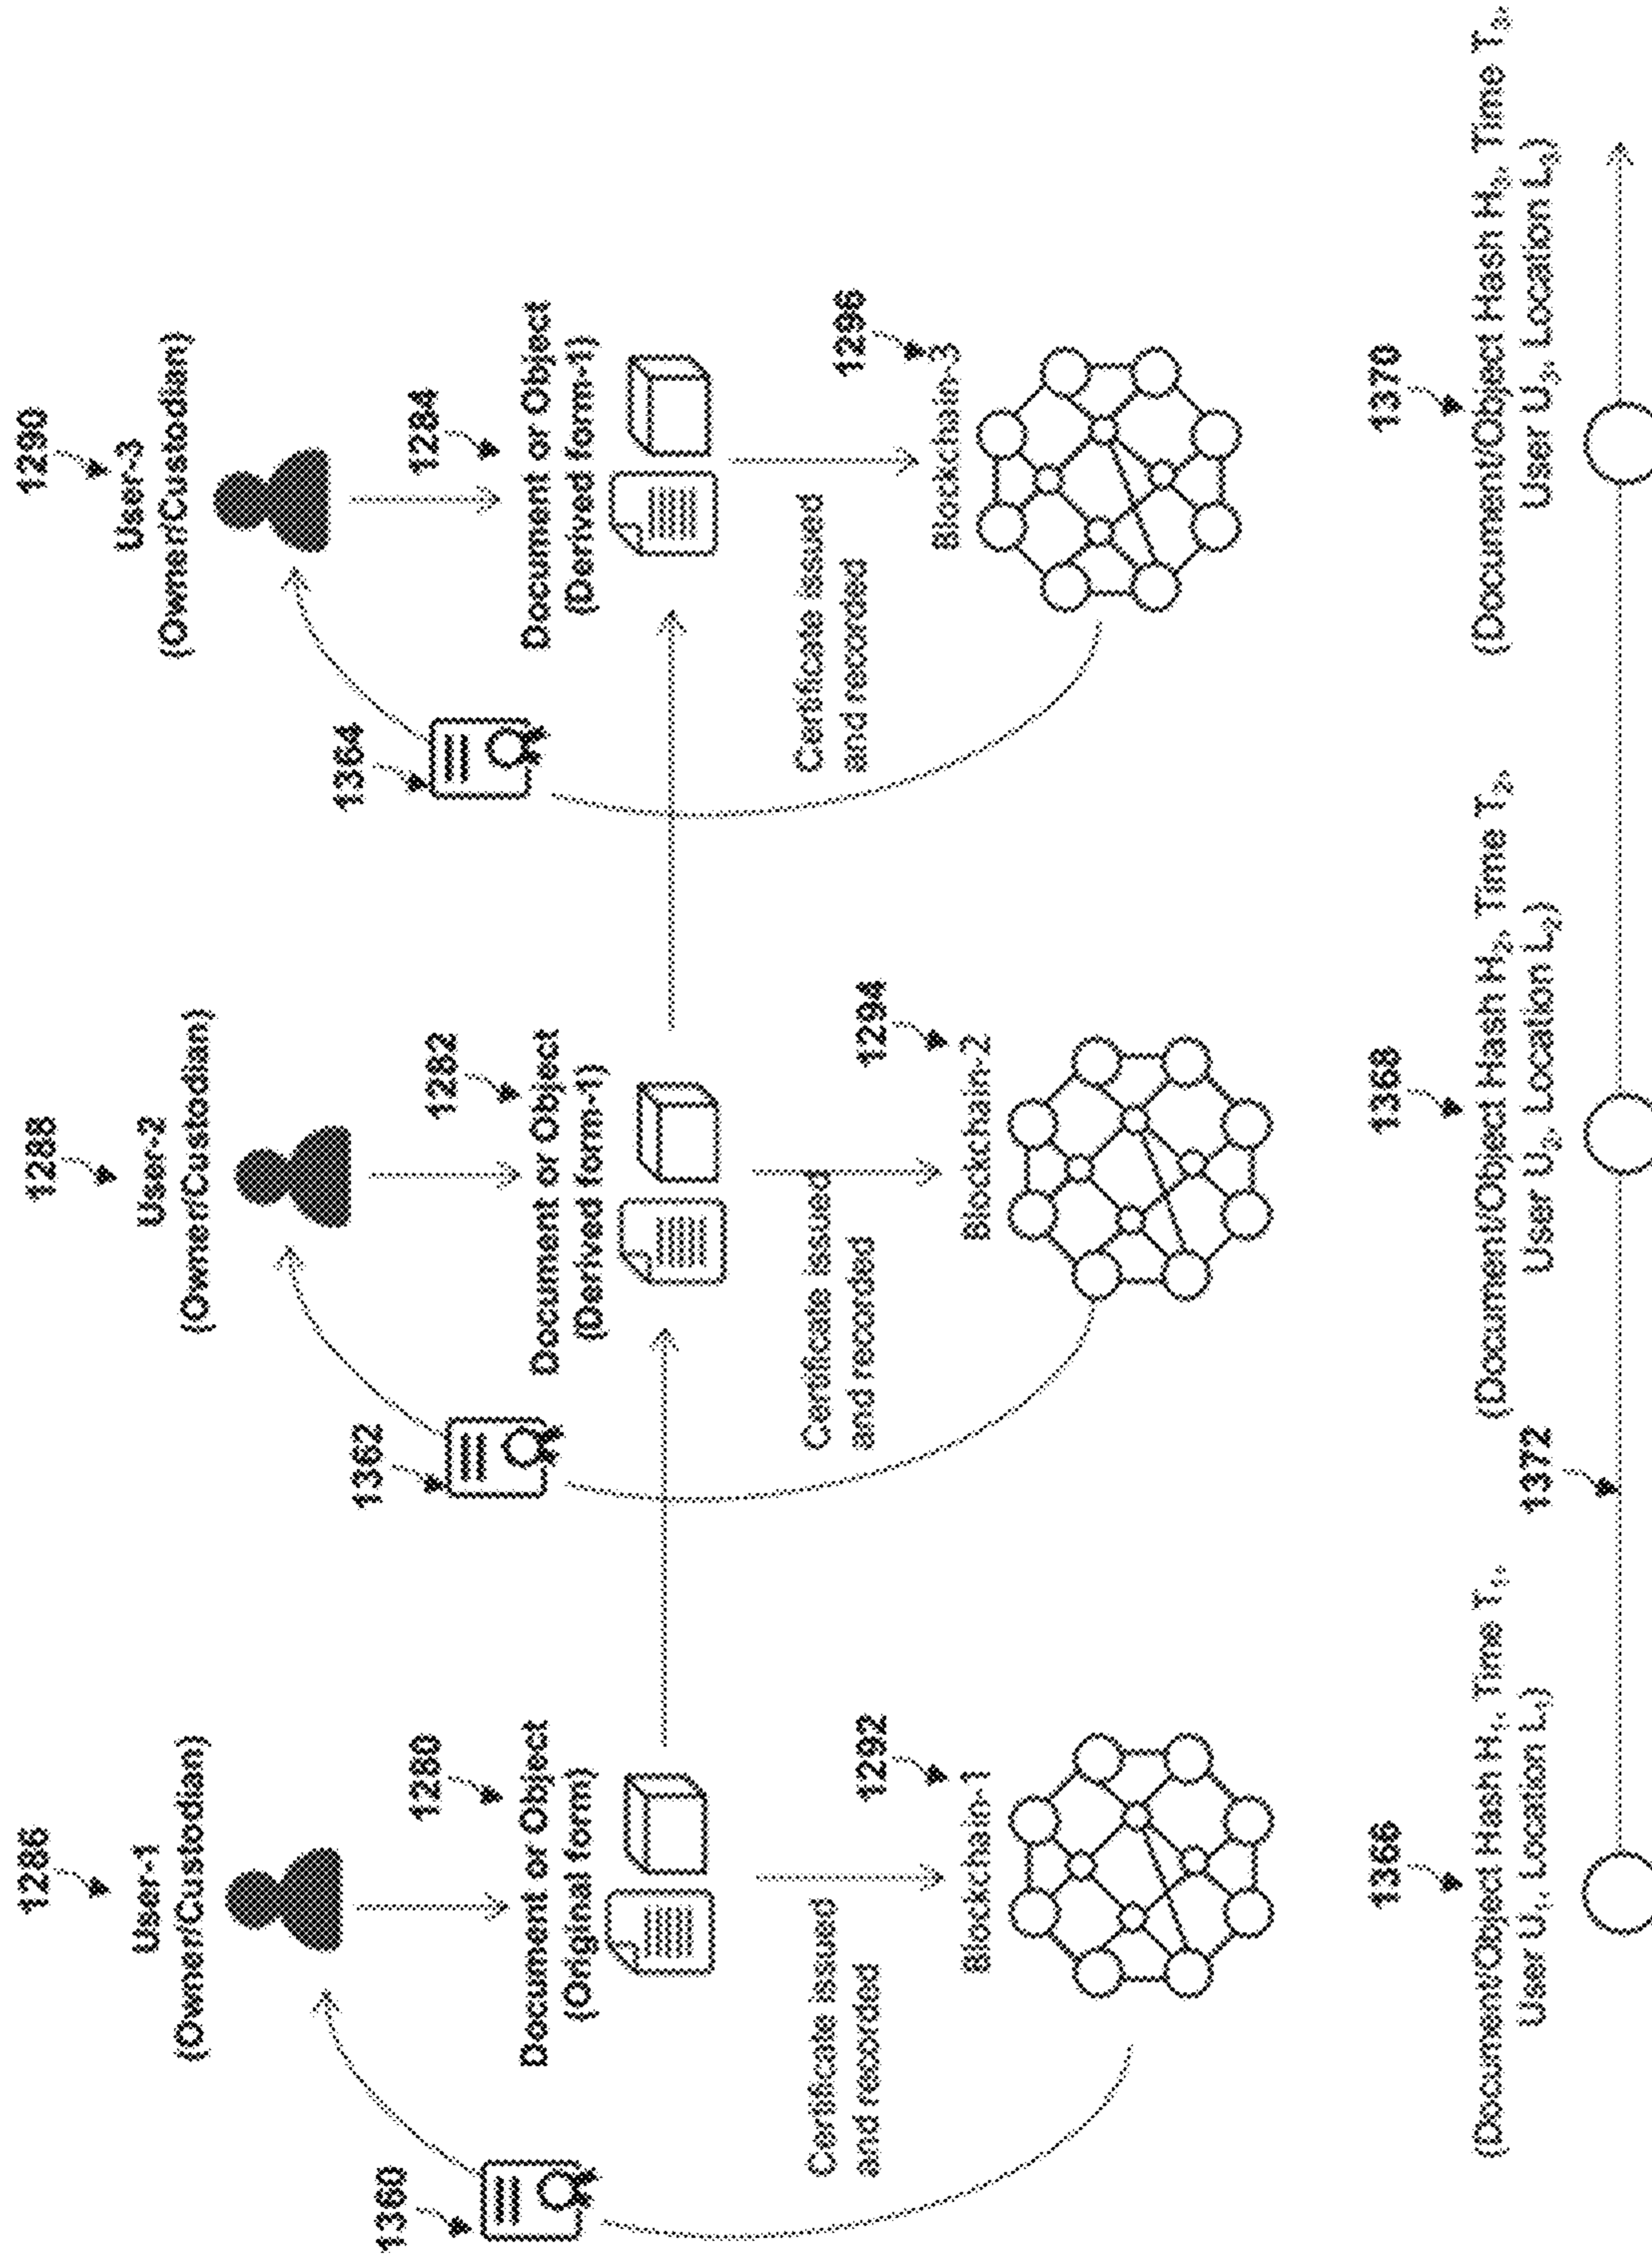 1286
User-1
(Owner/Custodian)
1288
User-2
(Owner/Custodian)
1290
User-3
(Owner/Custodian)
1360
1280
Document or Object
(Original form)
1362
1282
Document or Object
(Derived form-1)
1364
1284
Document or Object
(Derived form-1)
Certificate issued
and recorded
1292
Blockchain-1
Certificate issued
and recorded
1294
Blockchain-2
Certificate issued
and recorded
1296
Blockchain-3
1366
(Document/Object Hash H₁, Time T₁,
User U₁, Location L₁)
1368
(Document/Object Hash H₂, Time T₂,
User U₂, Location L₂)
1370
(Document/Object Hash H₃, Time T₃,
User U₃, Location L₃)
1372